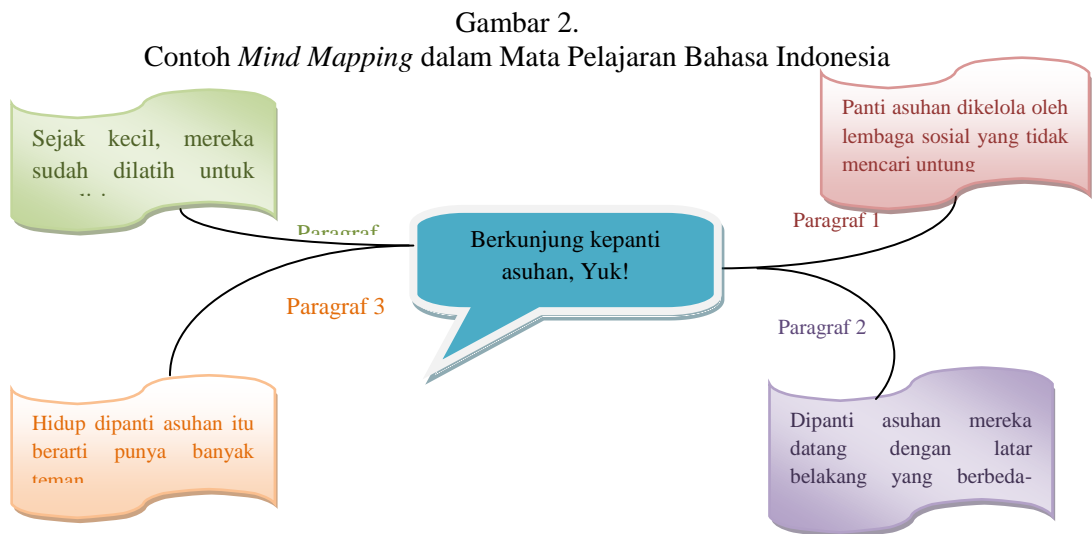 Gambar 2.
Contoh Mind Mapping dalam Mata Pelajaran Bahasa Indonesia
Panti asuhan dikelola oleh
lembaga sosial yang tidak
mencari untung
Sejak kecil, mereka
sudah dilatih untuk
Paragraf 1
Paragraf
Berkunjung kepanti
asuhan, Yuk!
Paragraf 3
Paragraf 2
Hidup dipanti asuhan itu
berarti punya banyak
teman
Dipanti asuhan mereka
datang dengan latar
belakang yang berbeda-